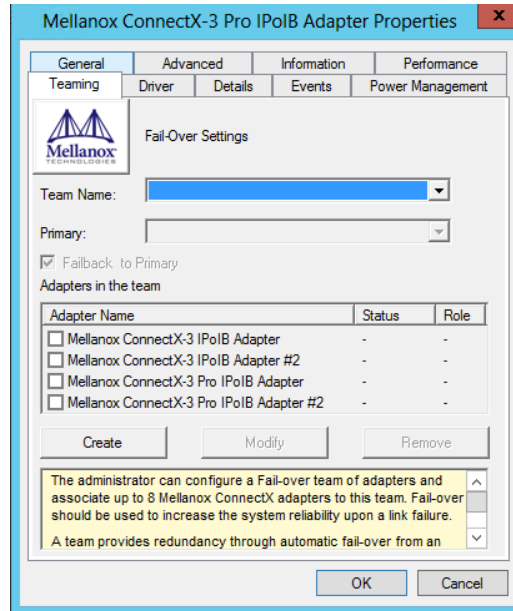 Mellanox ConnectX-3 Pro IPoIB Adapter Properties
x
General Advanced Information Performance
Teaming Driver Details Events Power Management
Mellanox
TECHNOLOGIES
Fail-Over Settings
Team Name:
Primary:
Failback to Primary
Adapters in the team
Adapter Name Status Role
Mellanox ConnectX-3 IPoIB Adapter - -
Mellanox ConnectX-3 IPoIB Adapter #2 - -
Mellanox ConnectX-3 Pro IPoIB Adapter - -
Mellanox ConnectX-3 Pro IPoIB Adapter #2 - -
Create Modify Remove
The administrator can configure a Fail-over team of adapters and
associate up to 8 Mellanox ConnectX adapters to this team. Fail-over
should be used to increase the system reliability upon a link failure.
A team provides redundancy through automatic fail-over from an
OK Cancel